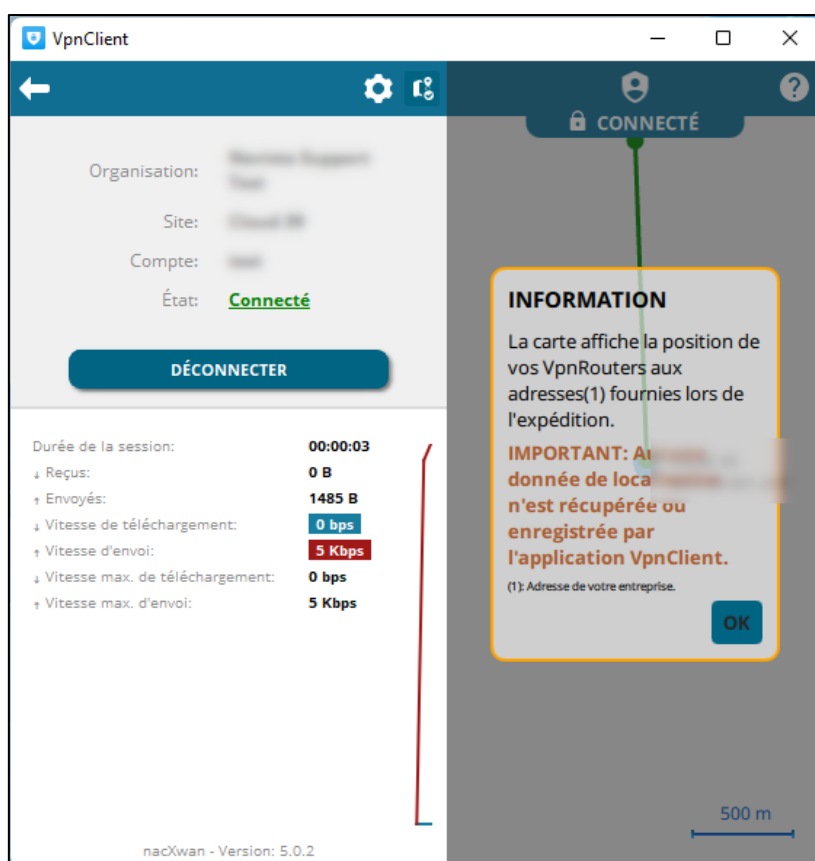 VpnClient
CONNECTÉ
Organisation:
Site:
Compte:
État: Connecté
DÉCONNECTER
Durée de la session: 00:00:03
↓ Reçus: 0 B
↑ Envoyés: 1485 B
↓ Vitesse de téléchargement: 0 bps
↑ Vitesse d'envoi: 5 Kbps
↓ Vitesse max. de téléchargement: 0 bps
↑ Vitesse max. d'envoi: 5 Kbps
nacXwan - Version: 5.0.2
INFORMATION
La carte affiche la position de
vos VpnRouters aux
adresses(1) fournies lors de
l'expédition.
IMPORTANT:
donnée de
n'est récupérée ou
enregistrée par
l'application VpnClient.
(1): Adresse de votre entreprise.
OK
500 m